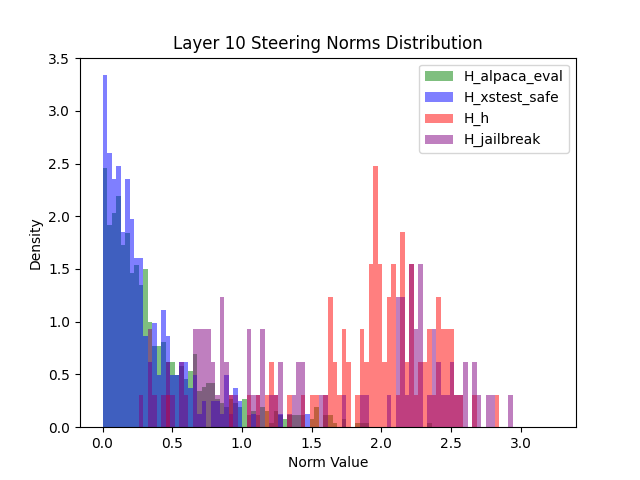 Layer 10 Steering Norms Distribution
H_alpaca_eval
H_xstest_safe
H_h
H_jailbreak
Density
3.5
3.0
2.5
2.0
1.5
1.0
0.5
0.0
0.0 0.5 1.0 1.5 2.0 2.5 3.0
Norm Value